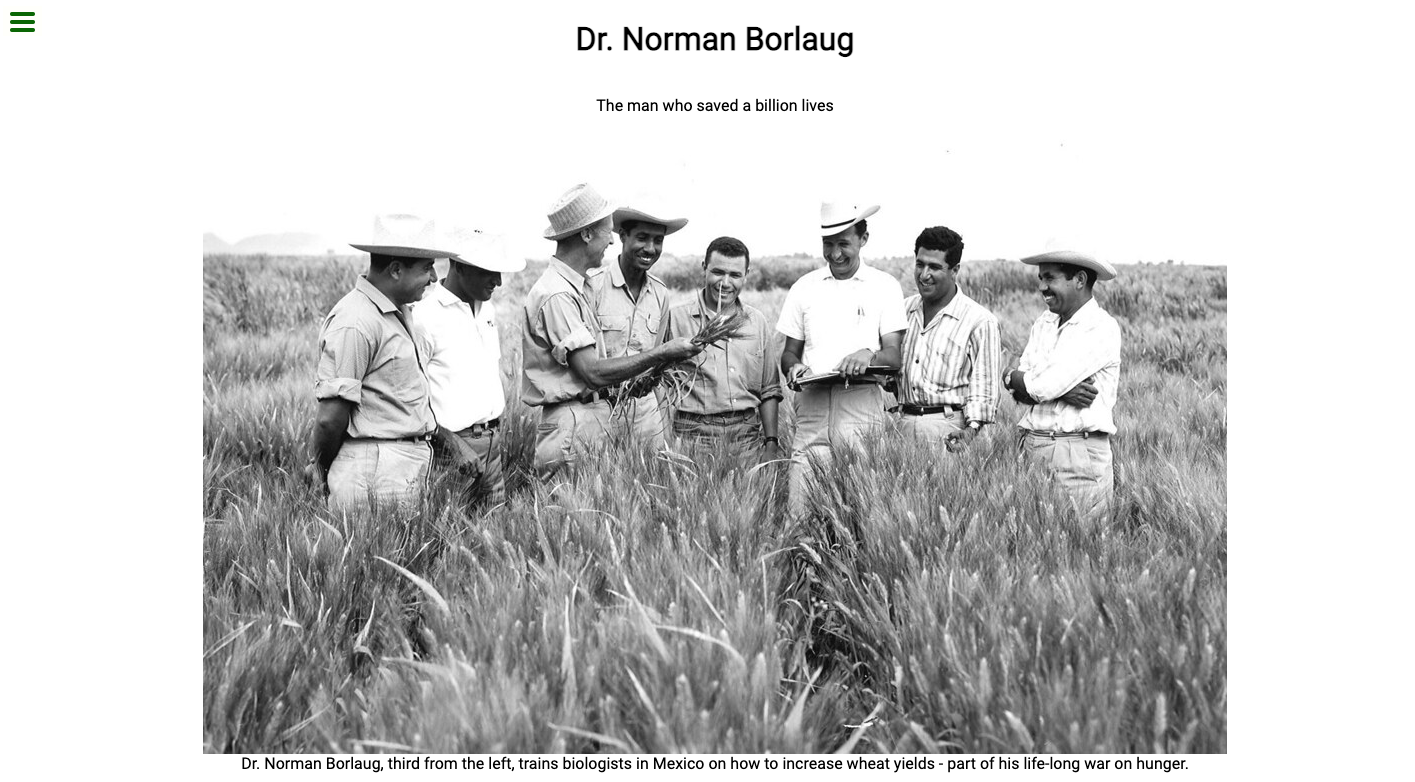 Dr. Norman Borlaug
The man who saved a billion lives
Dr. Norman Borlaug, third from the left, trains biologists in Mexico on how to increase wheat yields - part of his life-long war on hunger.